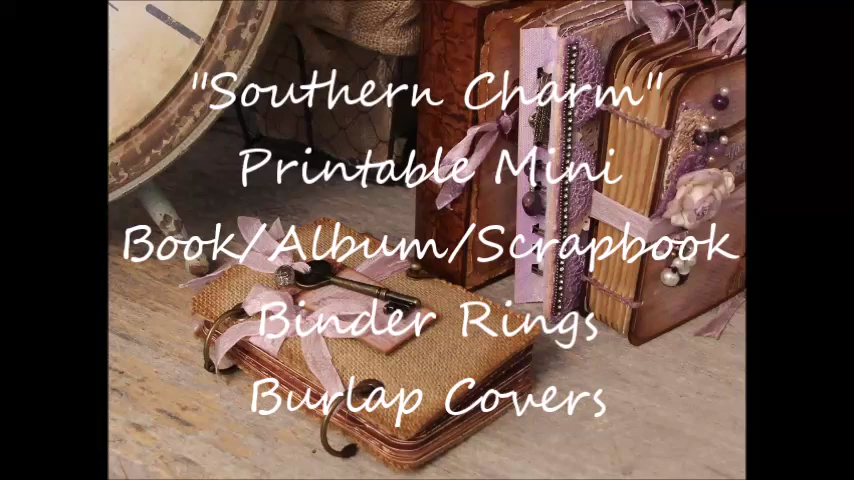 "Southern Charm"
Printable Mini
Book/Album/Scrapbook
Binder Rings
Burlap Covers